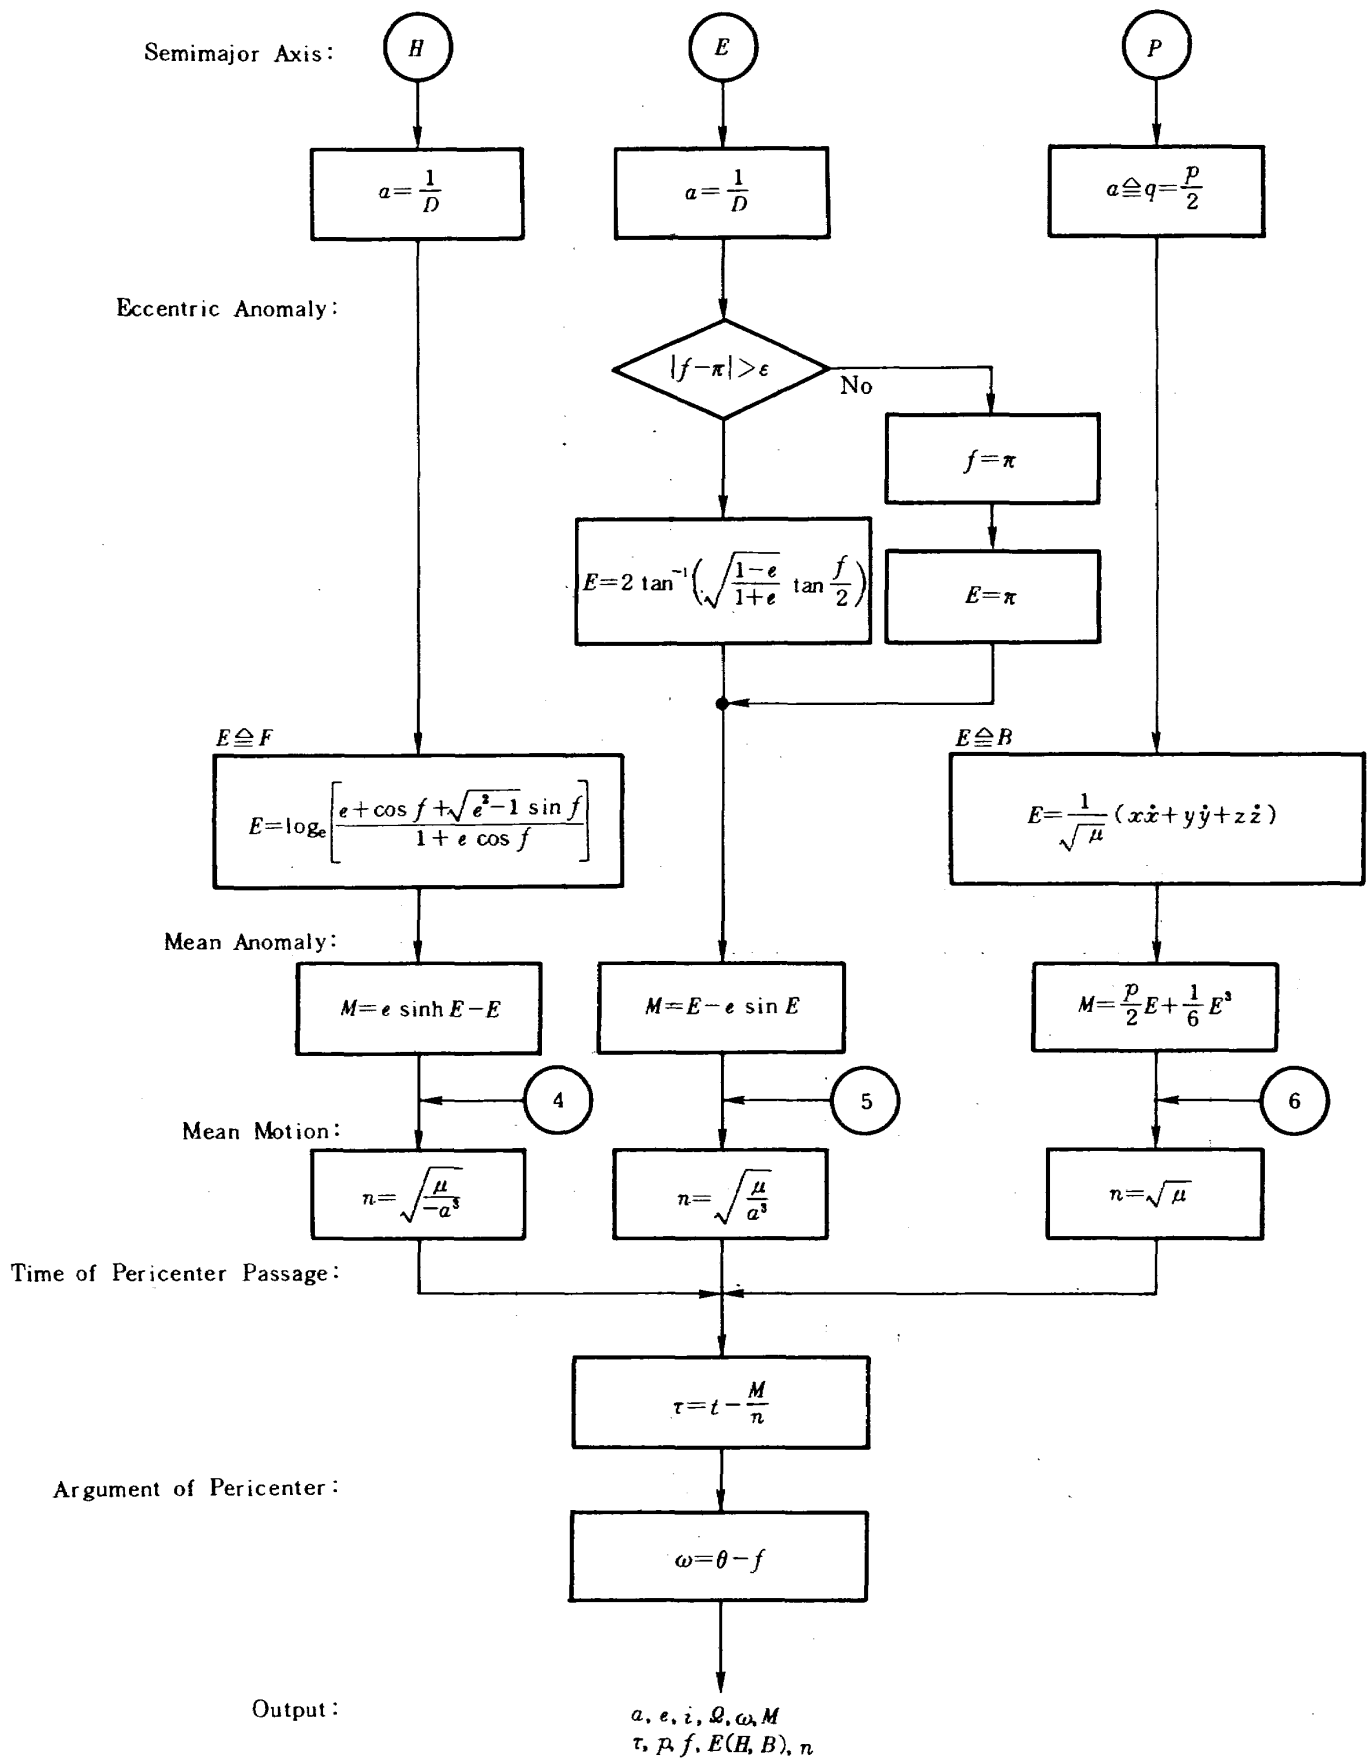 Semimajor Axis:
H
E
P
a=1/D
a=1/D
a≙q=p/2
Eccentric Anomaly:
|f−π|>ε
No
f=π
E=2 tan⁻¹(√((1−e)/(1+e)) tan f/2)
E=π
E≙F
E≙B
E=logₑ[(e+cos f+√(e²−1) sin f)/(1+e cos f)]
E=1/√μ (xẋ+yẏ+zż)
Mean Anomaly:
M=e sinh E−E
M=E−e sin E
M=p/2 E+1/6 E³
4
5
6
Mean Motion:
n=√(μ/−a³)
n=√(μ/a³)
n=√μ
Time of Pericenter Passage:
τ=t−M/n
Argument of Pericenter:
ω=θ−f
Output:
a, e, i, Ω, ω, M
τ, p, f, E(H, B), n